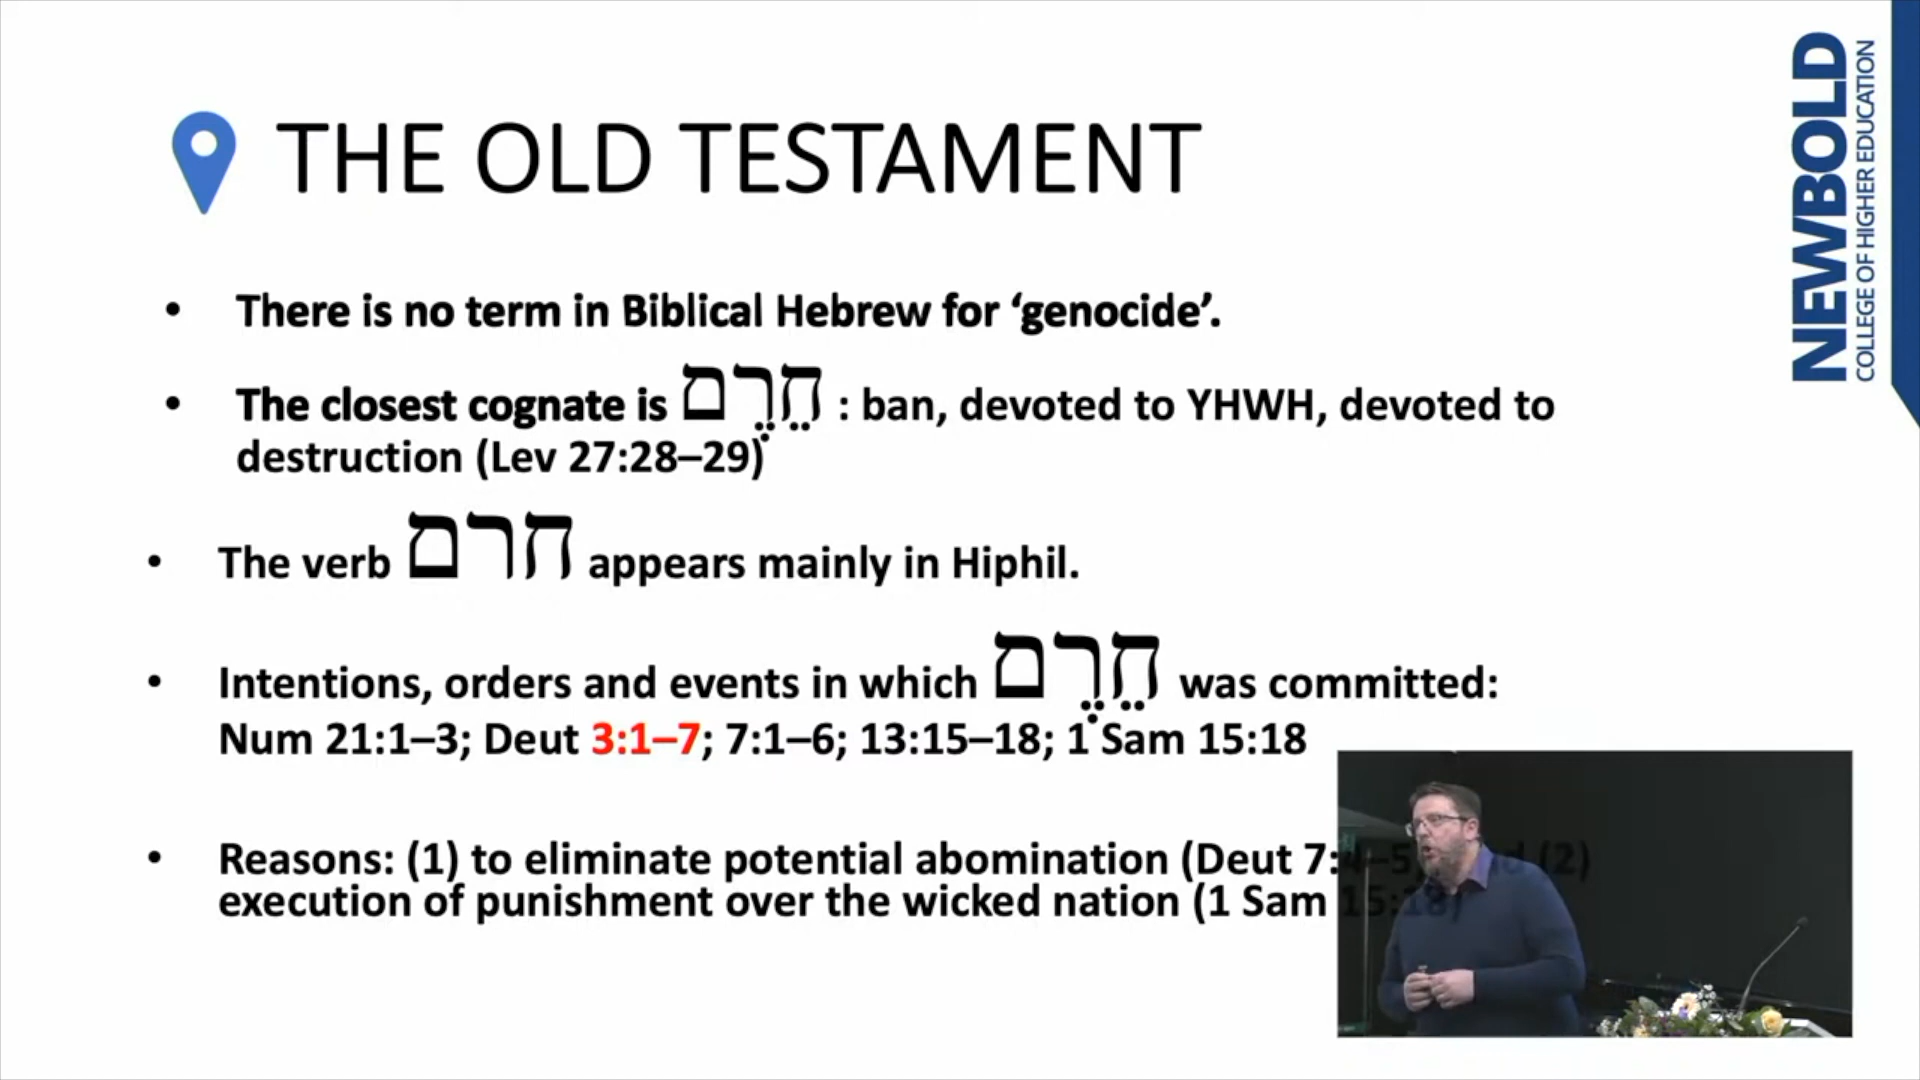 THE OLD TESTAMENT
• There is no term in Biblical Hebrew for ‘genocide’.
• The closest cognate is חֵרֶם : ban, devoted to YHWH, devoted to
destruction (Lev 27:28–29)
• The verb חרם appears mainly in Hiphil.
• Intentions, orders and events in which חֵרֶם was committed:
Num 21:1–3; Deut 3:1–7; 7:1–6; 13:15–18; 1 Sam 15:18
• Reasons: (1) to eliminate potential abomination (Deut 7:4–5) and (2)
execution of punishment over the wicked nation (1 Sam 15:18)
NEWBOLD
COLLEGE OF HIGHER EDUCATION